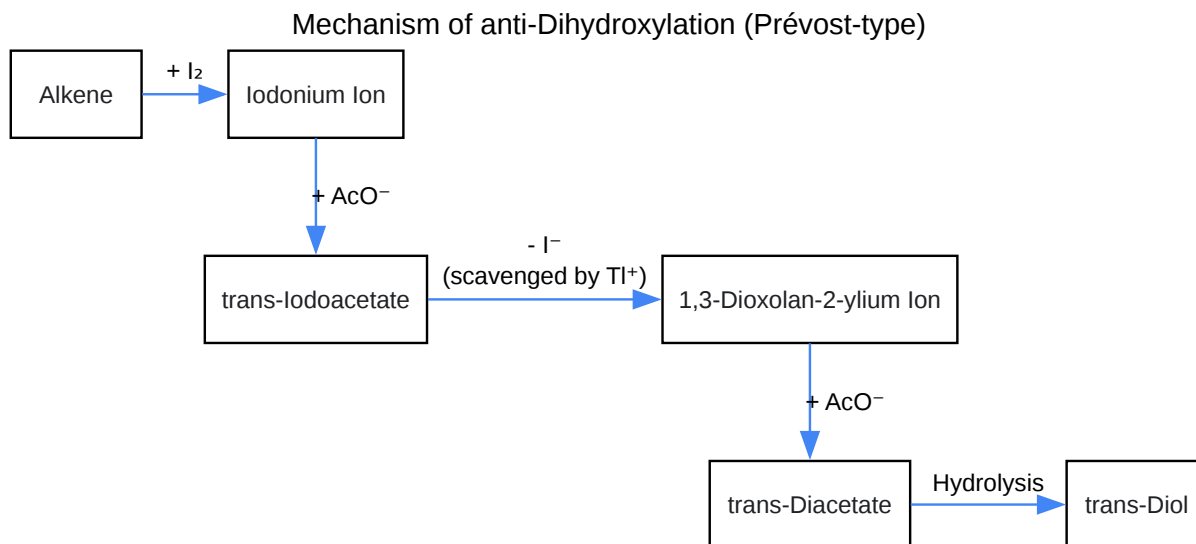 Mechanism of anti-Dihydroxylation (Prévost-type)
+ I₂
Alkene
Iodonium Ion
+ AcO⁻
- I⁻
(scavenged by Tl⁺)
trans-Iodoacetate
1,3-Dioxolan-2-ylium Ion
+ AcO⁻
Hydrolysis
trans-Diacetate
trans-Diol